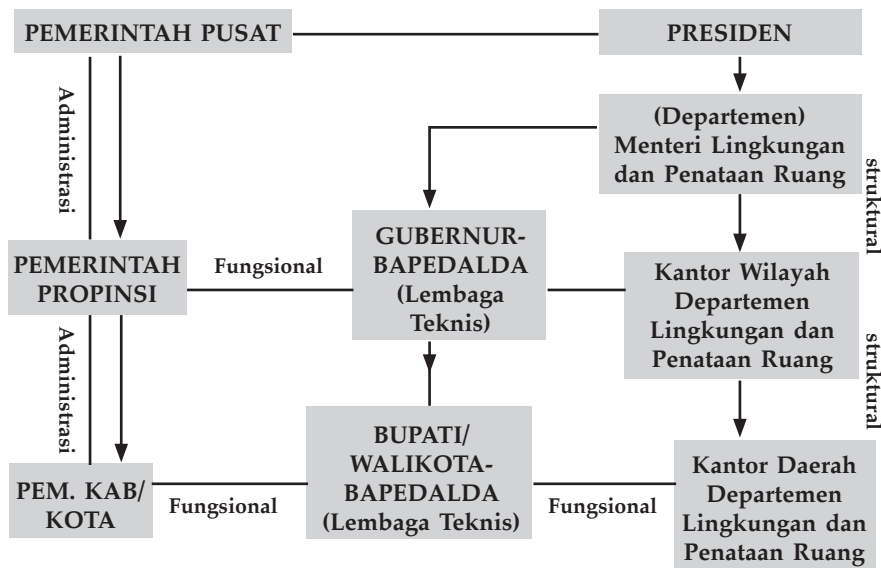 PEMERINTAH PUSAT
PRESIDEN
Administrasi
(Departemen)
Menteri Lingkungan
dan Penataan Ruang
struktural
PEMERINTAH
PROPINSI
Fungsional
GUBERNUR-
BAPEDALDA
(Lembaga
Teknis)
Kantor Wilayah
Departemen
Lingkungan dan
Penataan Ruang
Administrasi
struktural
PEM. KAB/
KOTA
Fungsional
BUPATI/
WALIKOTA-
BAPEDALDA
(Lembaga Teknis)
Fungsional
Kantor Daerah
Departemen
Lingkungan dan
Penataan Ruang